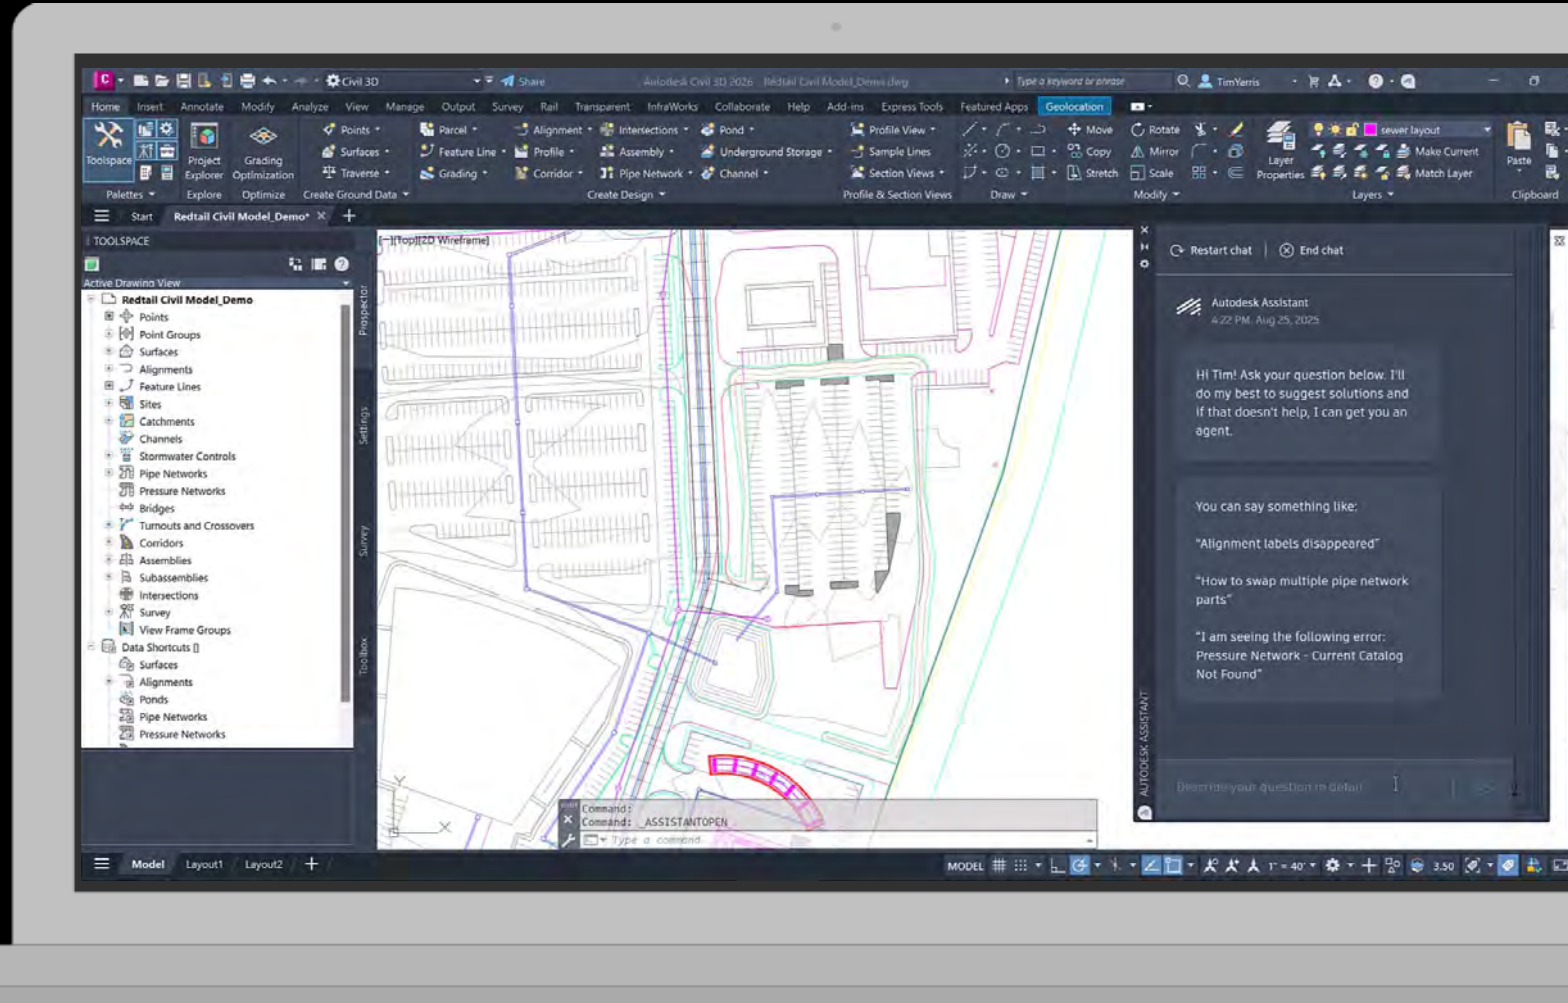 C
Civil 3D
Share
Autodesk Civil 3D 2026 Redtail Civil Model_Demo.dwg
Type a keyword or phrase
TimYarris
Home Insert Annotate Modify Analyze View Manage Output Survey Rail Transparent InfraWorks Collaborate Help Add-ins Express Tools Featured Apps Geolocation
Toolspace
Project Explorer
Grading Optimization
Points
Surfaces
Traverse
Parcel
Feature Line
Grading
Alignment
Profile
Corridor
Intersections
Assembly
Pipe Network
Pond
Underground Storage
Channel
Profile View
Sample Lines
Section Views
Move
Copy
Stretch
Rotate
Mirror
Scale
Layer Properties
sewer layout
Make Current
Match Layer
Paste
Palettes
Explore
Optimize
Create Ground Data
Create Design
Profile & Section Views
Draw
Modify
Layers
Clipboard
Start
Redtail Civil Model_Demo*
TOOLSPACE
Active Drawing View
Redtail Civil Model_Demo
Points
Point Groups
Surfaces
Alignments
Feature Lines
Sites
Catchments
Channels
Stormwater Controls
Pipe Networks
Pressure Networks
Bridges
Turnouts and Crossovers
Corridors
Assemblies
Subassemblies
Intersections
Survey
View Frame Groups
Data Shortcuts []
Surfaces
Alignments
Ponds
Pipe Networks
Pressure Networks
Prospector
Settings
Survey
Toolbox
[-][Top][2D Wireframe]
Y
X
Command:
Command: _ASSISTANTOPEN
Type a command
Restart chat
End chat
Autodesk Assistant
4:22 PM. Aug 25, 2025
Hi Tim! Ask your question below. I'll
do my best to suggest solutions and
if that doesn't help, I can get you an
agent.
You can say something like:
"Alignment labels disappeared"
"How to swap multiple pipe network
parts"
"I am seeing the following error:
Pressure Network - Current Catalog
Not Found"
Describe your question in detail
AUTODESK ASSISTANT
Model Layout1 Layout2
MODEL
1" = 40'
3.50